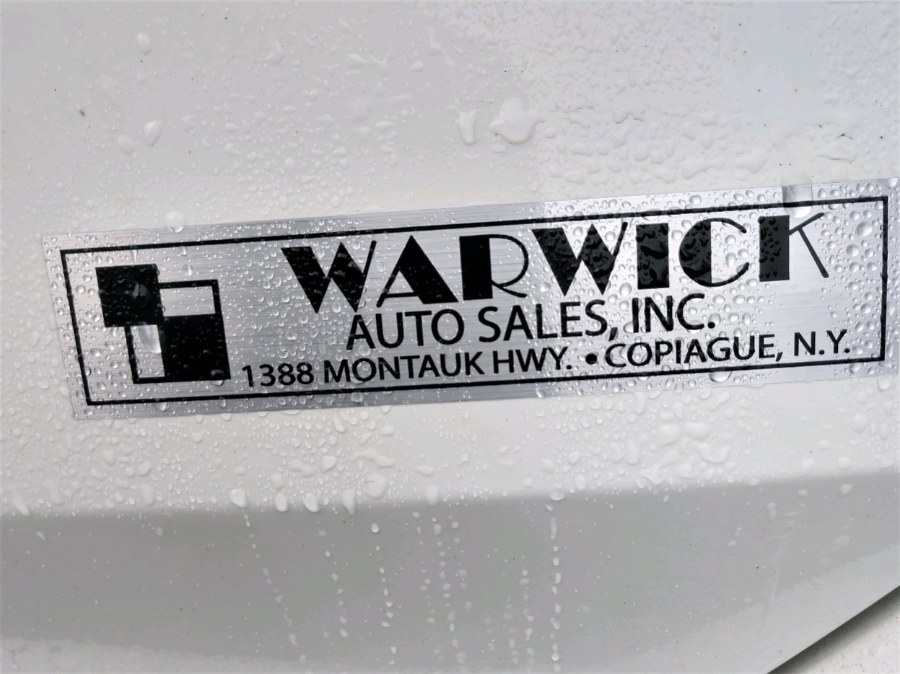 WARWICK
AUTO SALES, INC.
1388 MONTAUK HWY. • COPIAGUE, N.Y.